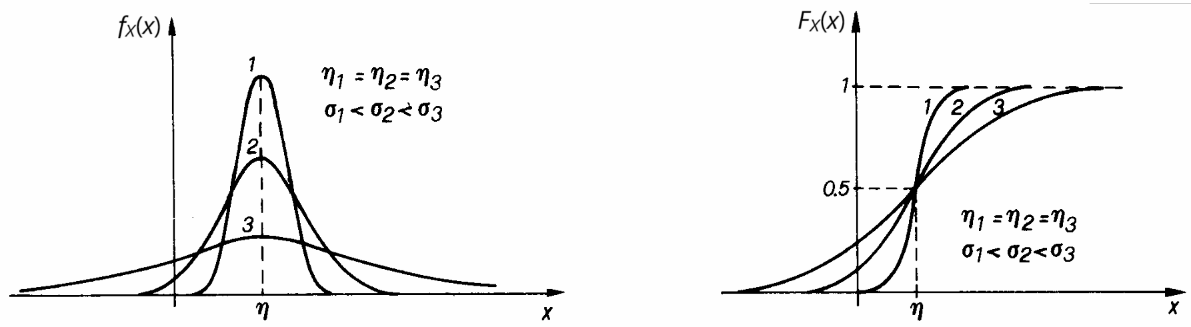 fX(x)
1
η1 = η2 = η3
σ1 < σ2 < σ3
2
3
η
x
FX(x)
1
1 2 3
0.5
η1 = η2 = η3
σ1 < σ2 < σ3
η
x